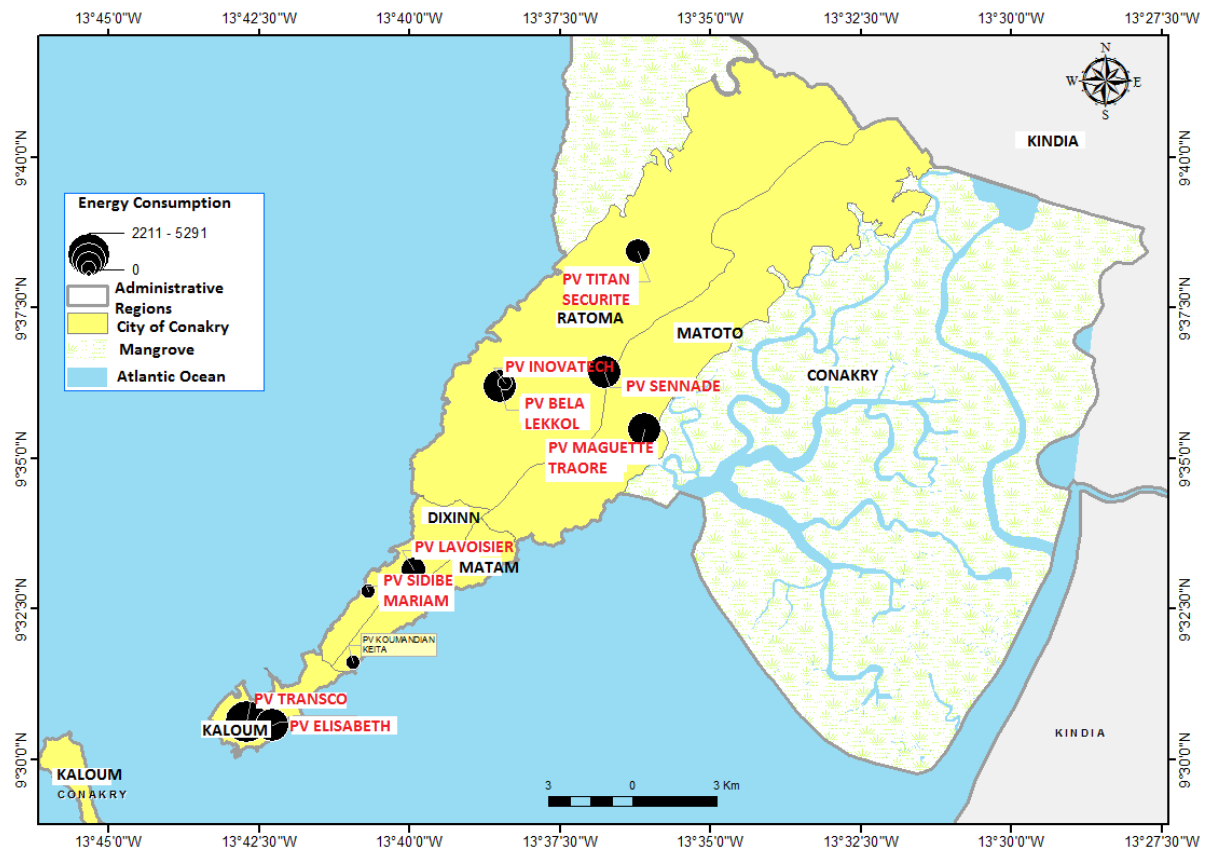 13°45'0"W 13°42'30"W 13°40'0"W 13°37'30"W 13°35'0"W 13°32'30"W 13°30'0"W 13°27'30"W
N
W E
S
9°40'0"N
9°40'0"N
KINDIA
Energy Consumption
2211 - 5291
0
Administrative
Regions
City of Conakry
Mangrove
Atlantic Ocean
PV TITAN
SECURITE
RATOMA
9°37'30"N
9°37'30"N
MATOTO
PV INOVATECH
CONAKRY
PV SENNADE
PV BELA
LEKKOL
PV MAGUETTE
TRAORE
9°35'0"N
9°35'0"N
DIXINN
PV LAVOISIER
MATAM
PV SIDIBE
MARIAM
9°32'30"N
9°32'30"N
PV KOUMANDIAN
KEITA
PV TRANSCO
PV ELISABETH
KALOUM
KINDIA
9°30'0"N
9°30'0"N
KALOUM
CONAKRY
3 0 3 Km
13°45'0"W 13°42'30"W 13°40'0"W 13°37'30"W 13°35'0"W 13°32'30"W 13°30'0"W 13°27'30"W